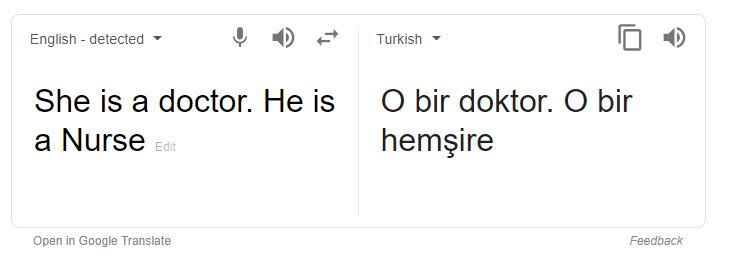 English - detected
Turkish
She is a doctor. He is
a Nurse Edit
O bir doktor. O bir
hemşire
Open in Google Translate
Feedback